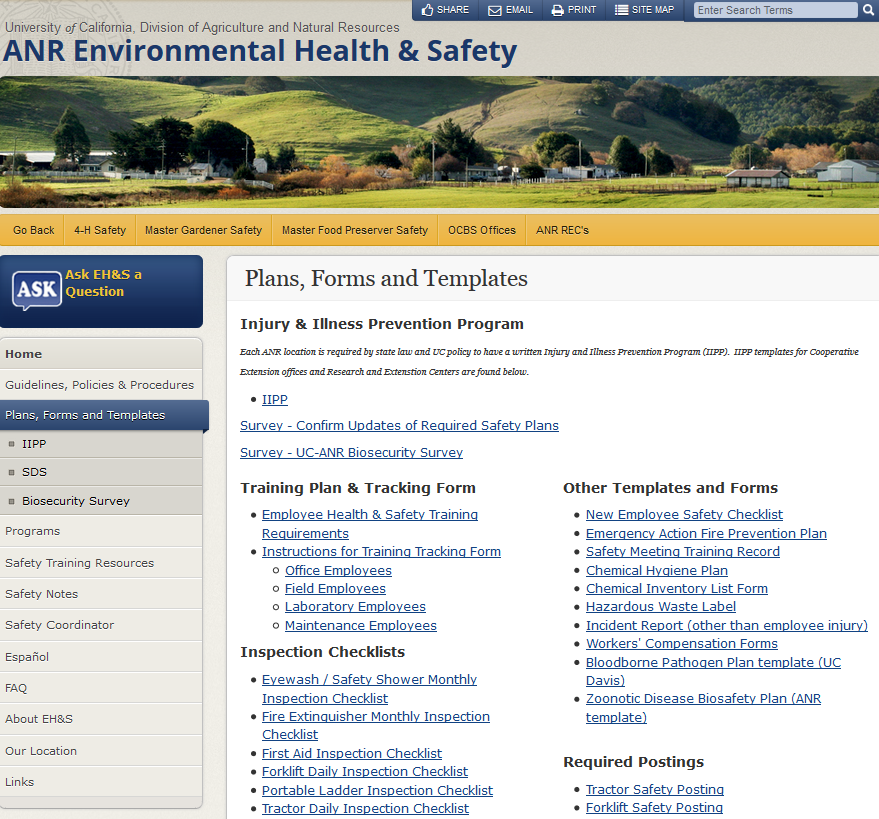 SHARE EMAIL PRINT SITE MAP Enter Search Terms
University of California, Division of Agriculture and Natural Resources
ANR Environmental Health & Safety
Go Back 4-H Safety Master Gardener Safety Master Food Preserver Safety OCBS Offices ANR REC's
ASK
Ask EH&S a
Question
Home
Guidelines, Policies & Procedures
Plans, Forms and Templates
IIPP
SDS
Biosecurity Survey
Programs
Safety Training Resources
Safety Notes
Safety Coordinator
Español
FAQ
About EH&S
Our Location
Links
Plans, Forms and Templates
Injury & Illness Prevention Program
Each ANR location is required by state law and UC policy to have a written Injury and Illness Prevention Program (IIPP). IIPP templates for Cooperative
Extension offices and Research and Extenstion Centers are found below.
IIPP
Survey - Confirm Updates of Required Safety Plans
Survey - UC-ANR Biosecurity Survey
Training Plan & Tracking Form
Employee Health & Safety Training
Requirements
Instructions for Training Tracking Form
Office Employees
Field Employees
Laboratory Employees
Maintenance Employees
Inspection Checklists
Eyewash / Safety Shower Monthly
Inspection Checklist
Fire Extinguisher Monthly Inspection
Checklist
First Aid Inspection Checklist
Forklift Daily Inspection Checklist
Portable Ladder Inspection Checklist
Tractor Daily Inspection Checklist
Other Templates and Forms
New Employee Safety Checklist
Emergency Action Fire Prevention Plan
Safety Meeting Training Record
Chemical Hygiene Plan
Chemical Inventory List Form
Hazardous Waste Label
Incident Report (other than employee injury)
Workers' Compensation Forms
Bloodborne Pathogen Plan template (UC
Davis)
Zoonotic Disease Biosafety Plan (ANR
template)
Required Postings
Tractor Safety Posting
Forklift Safety Posting